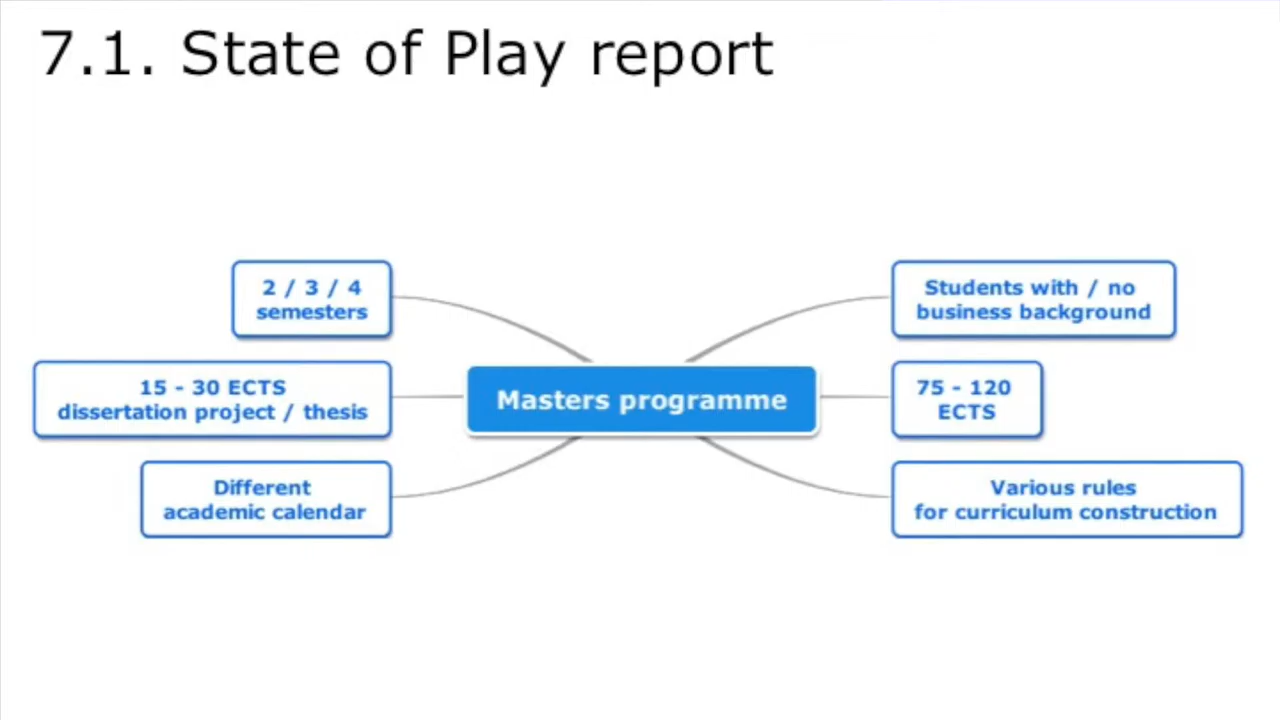 7.1. State of Play report
2 / 3 / 4
semesters
15 - 30 ECTS
dissertation project / thesis
Different
academic calendar
Masters programme
Students with / no
business background
75 - 120
ECTS
Various rules
for curriculum construction